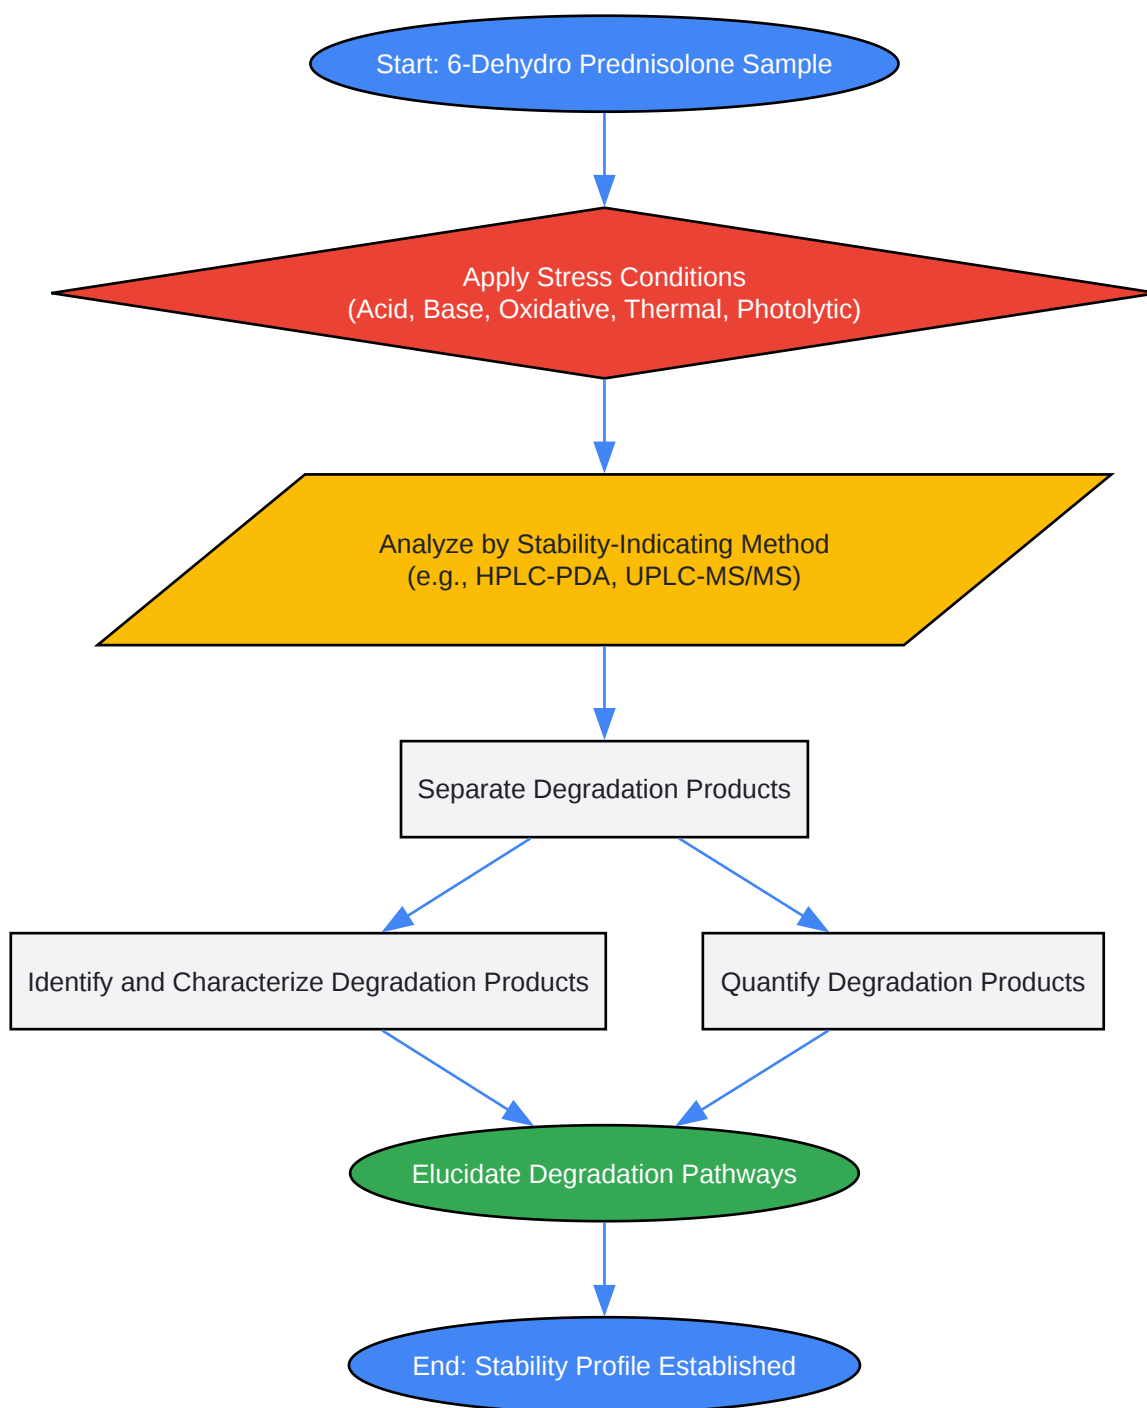 Start: 6-Dehydro Prednisolone Sample
Apply Stress Conditions
(Acid, Base, Oxidative, Thermal, Photolytic)
Analyze by Stability-Indicating Method
(e.g., HPLC-PDA, UPLC-MS/MS)
Separate Degradation Products
Identify and Characterize Degradation Products
Quantify Degradation Products
Elucidate Degradation Pathways
End: Stability Profile Established